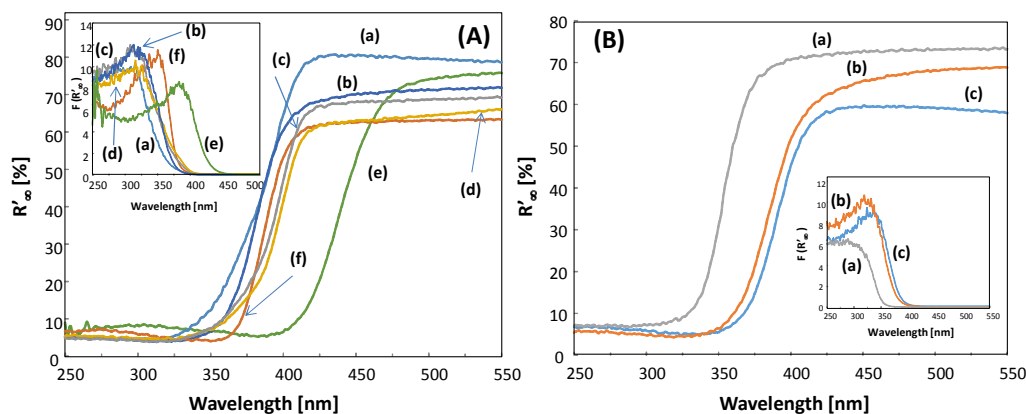 (A)
R'∞ [%]
90
80
70
60
50
40
30
20
10
0
250 300 350 400 450 500 550
Wavelength [nm]
(a)
(b)
(c)
(d)
(e)
(f)
F (R'∞)
14
12
10
8
6
4
2
0
250 300 350 400 450 500
Wavelength [nm]
(a)
(b)
(c)
(d)
(e)
(f)
(B)
R'∞ [%]
80
70
60
50
40
30
20
10
0
250 300 350 400 450 500 550
Wavelength [nm]
(a)
(b)
(c)
F (R'∞)
12
10
8
6
4
2
0
250 300 350 400 450 500 550
Wavelength [nm]
(a)
(b)
(c)